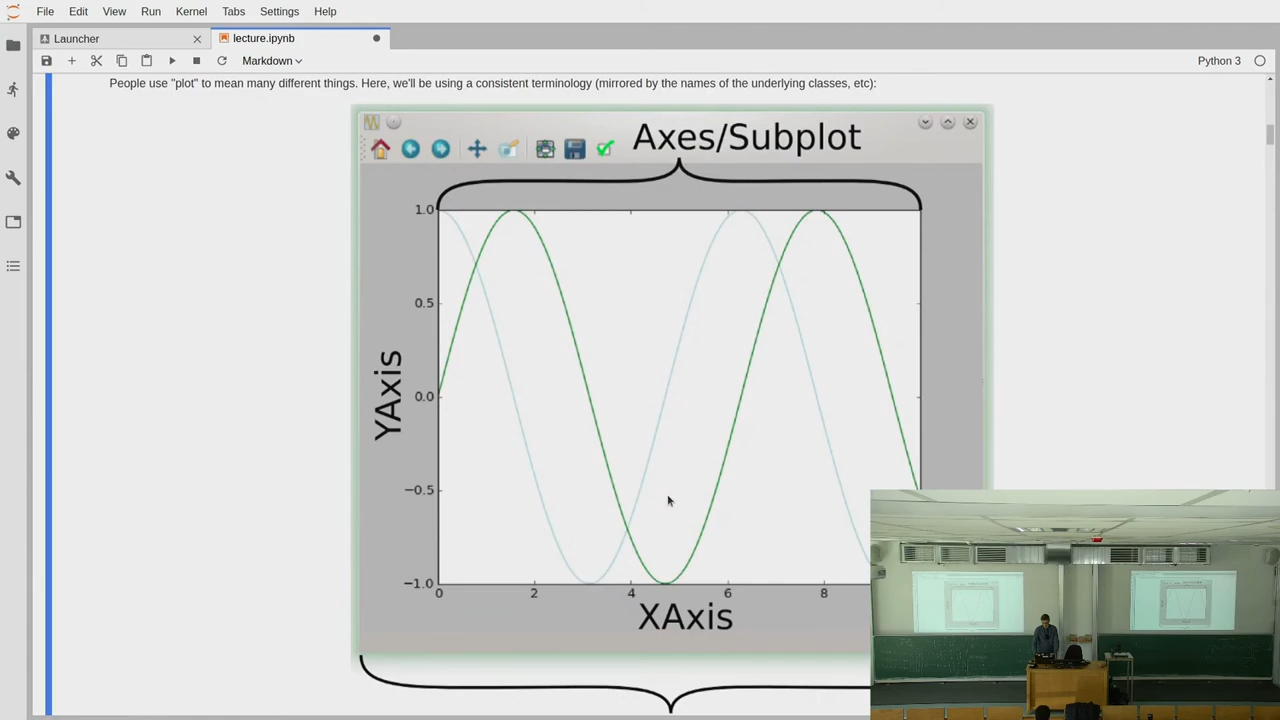 File Edit View Run Kernel Tabs Settings Help
Launcher
lecture.ipynb
Markdown
Python 3
People use "plot" to mean many different things. Here, we'll be using a consistent terminology (mirrored by the names of the underlying classes, etc):
Axes/Subplot
1.0
0.5
YAxis
0.0
−0.5
−1.0
0 2 4 6 8
XAxis